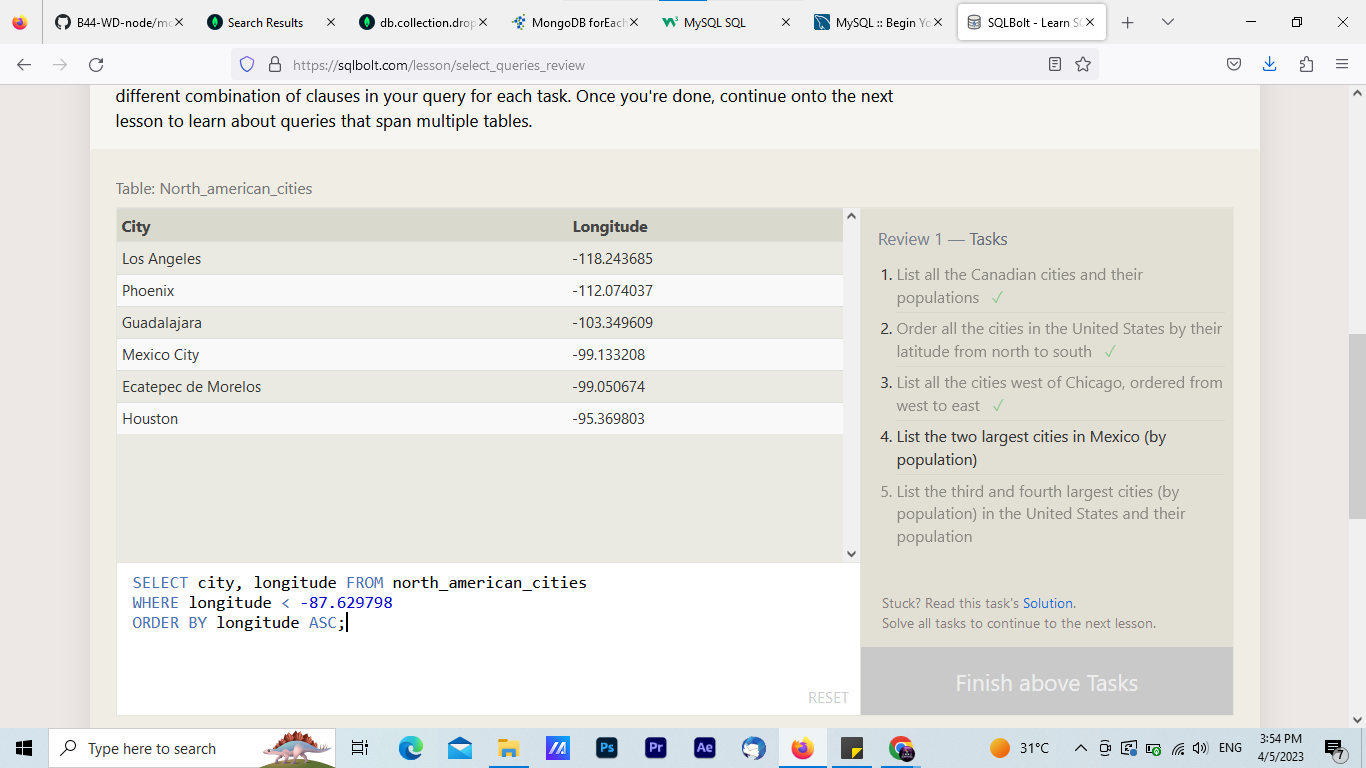 B44-WD-node/mo
Search Results
db.collection.drop
MongoDB forEach
MySQL SQL
MySQL :: Begin Yo
SQLBolt - Learn SQ
https://sqlbolt.com/lesson/select_queries_review
different combination of clauses in your query for each task. Once you're done, continue onto the next
lesson to learn about queries that span multiple tables.
Table: North_american_cities
City Longitude
Los Angeles -118.243685
Phoenix -112.074037
Guadalajara -103.349609
Mexico City -99.133208
Ecatepec de Morelos -99.050674
Houston -95.369803
SELECT city, longitude FROM north_american_cities
WHERE longitude < -87.629798
ORDER BY longitude ASC;
RESET
Review 1 — Tasks
1. List all the Canadian cities and their
populations ✓
2. Order all the cities in the United States by their
latitude from north to south ✓
3. List all the cities west of Chicago, ordered from
west to east ✓
4. List the two largest cities in Mexico (by
population)
5. List the third and fourth largest cities (by
population) in the United States and their
population
Stuck? Read this task's Solution.
Solve all tasks to continue to the next lesson.
Finish above Tasks
Type here to search
Ps
Pr
Ae
31°C
ENG
3:54 PM
4/5/2023
7